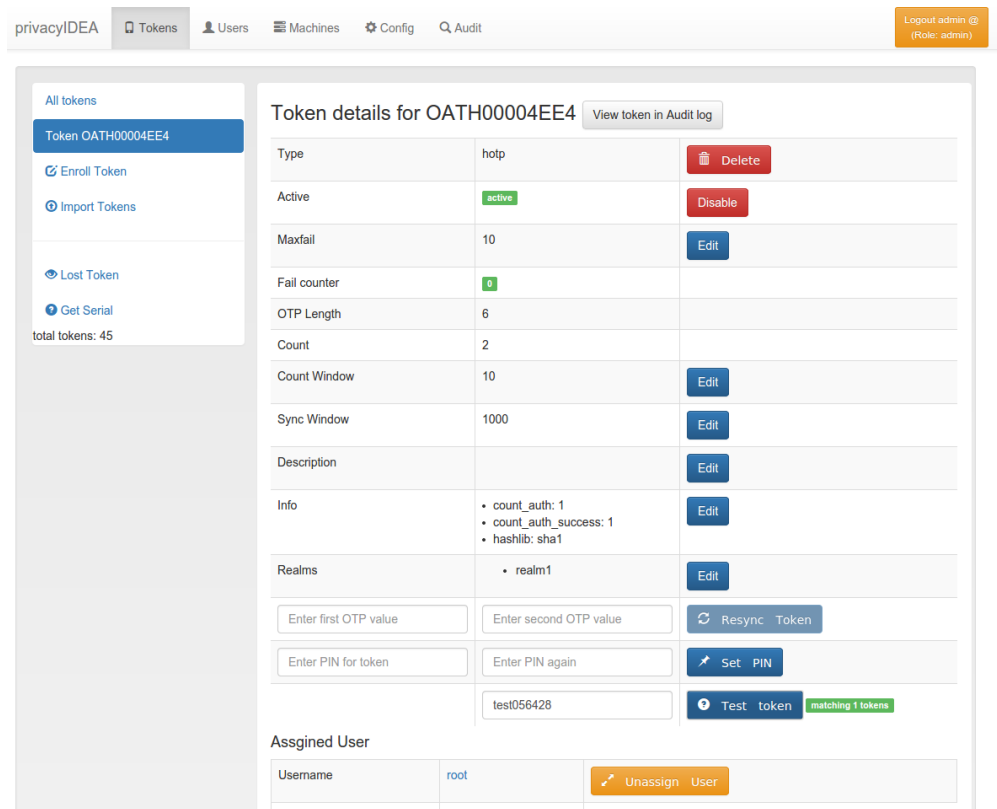 privacyIDEA Tokens Users Machines Config Audit Logout admin @
(Role: admin)
All tokens
Token OATH00004EE4
Enroll Token
Import Tokens
Lost Token
Get Serial
total tokens: 45
Token details for OATH00004EE4 View token in Audit log
Type hotp Delete
Active active Disable
Maxfail 10 Edit
Fail counter 0
OTP Length 6
Count 2
Count Window 10 Edit
Sync Window 1000 Edit
Description Edit
Info • count_auth: 1 Edit
• count_auth_success: 1
• hashlib: sha1
Realms • realm1 Edit
Enter first OTP value Enter second OTP value Resync Token
Enter PIN for token Enter PIN again Set PIN
test056428 Test token matching 1 tokens
Assgined User
Username root Unassign User